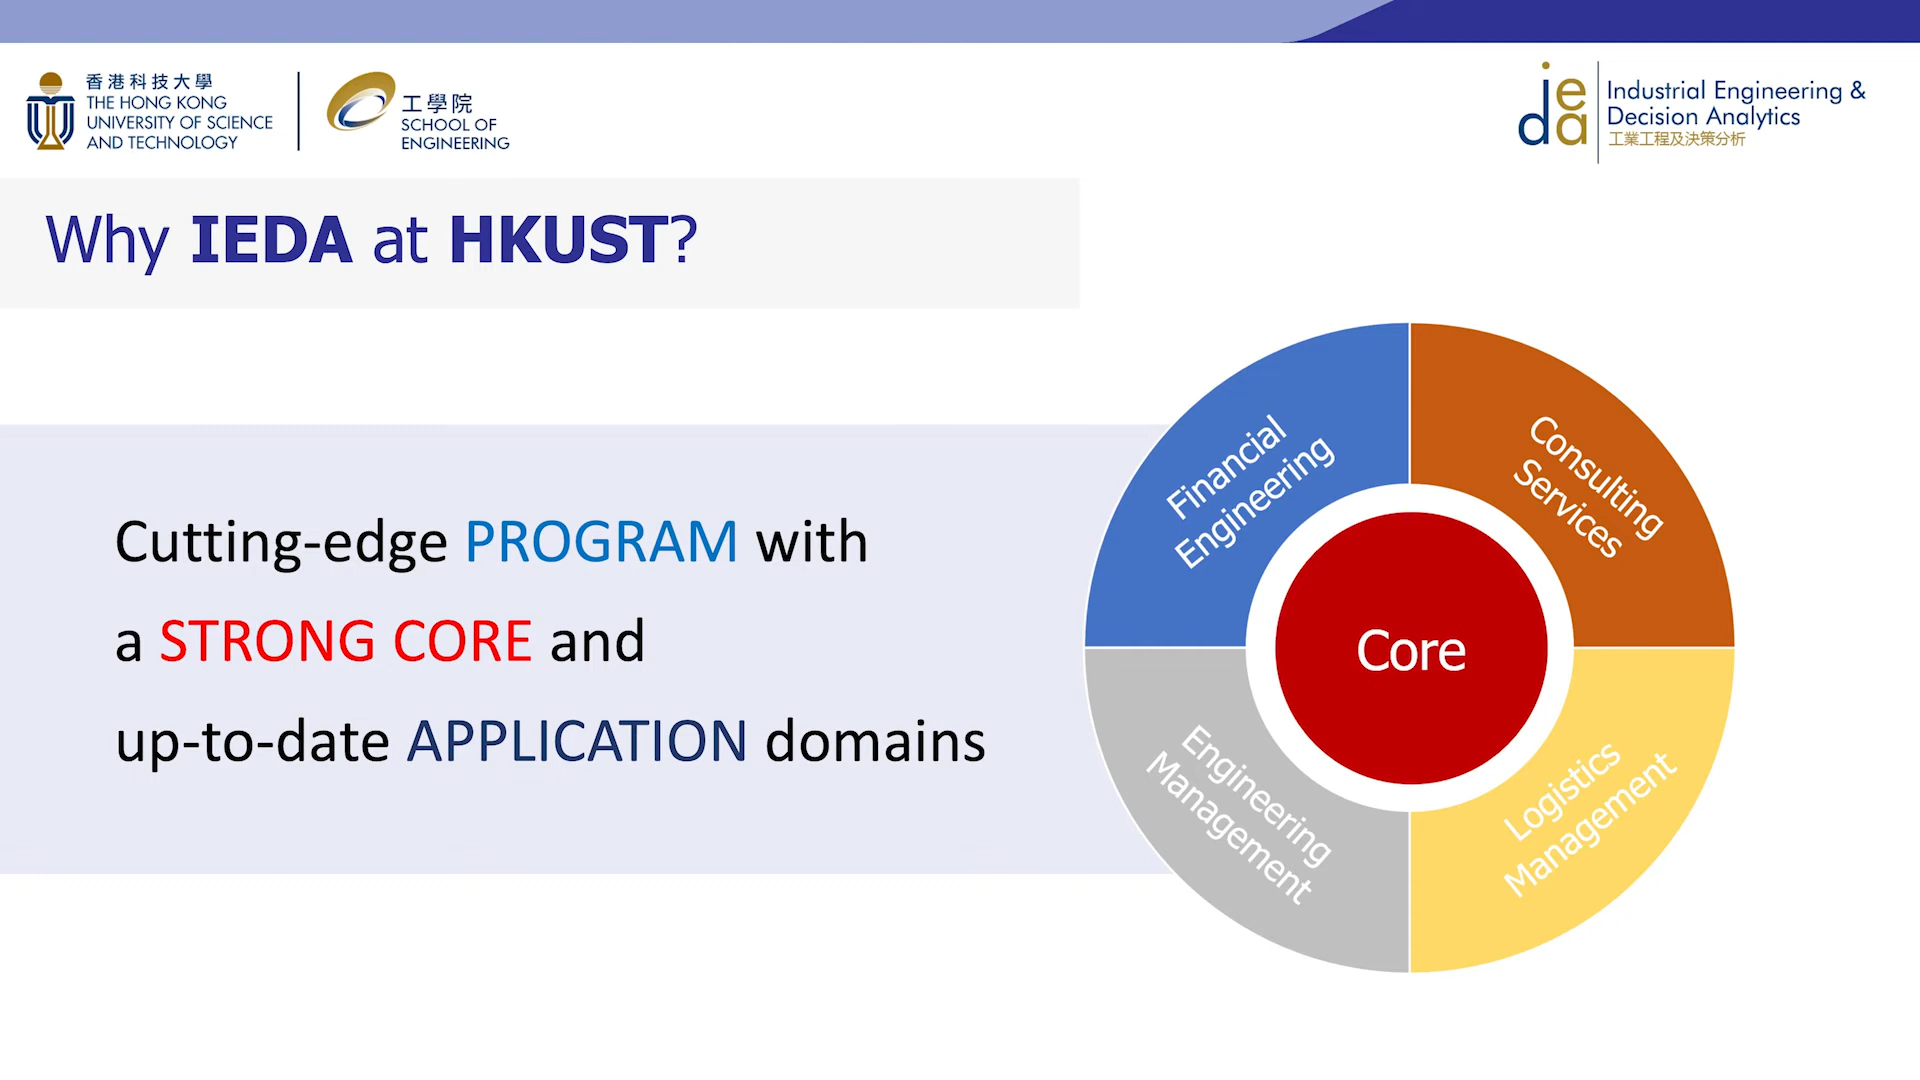 香港科技大學
THE HONG KONG
UNIVERSITY OF SCIENCE
AND TECHNOLOGY
工學院
SCHOOL OF
ENGINEERING
ieda
Industrial Engineering &
Decision Analytics
工業工程及決策分析
Why IEDA at HKUST?
Cutting-edge PROGRAM with
a STRONG CORE and
up-to-date APPLICATION domains
Financial
Engineering
Consulting
Services
Core
Engineering
Management
Logistics
Management